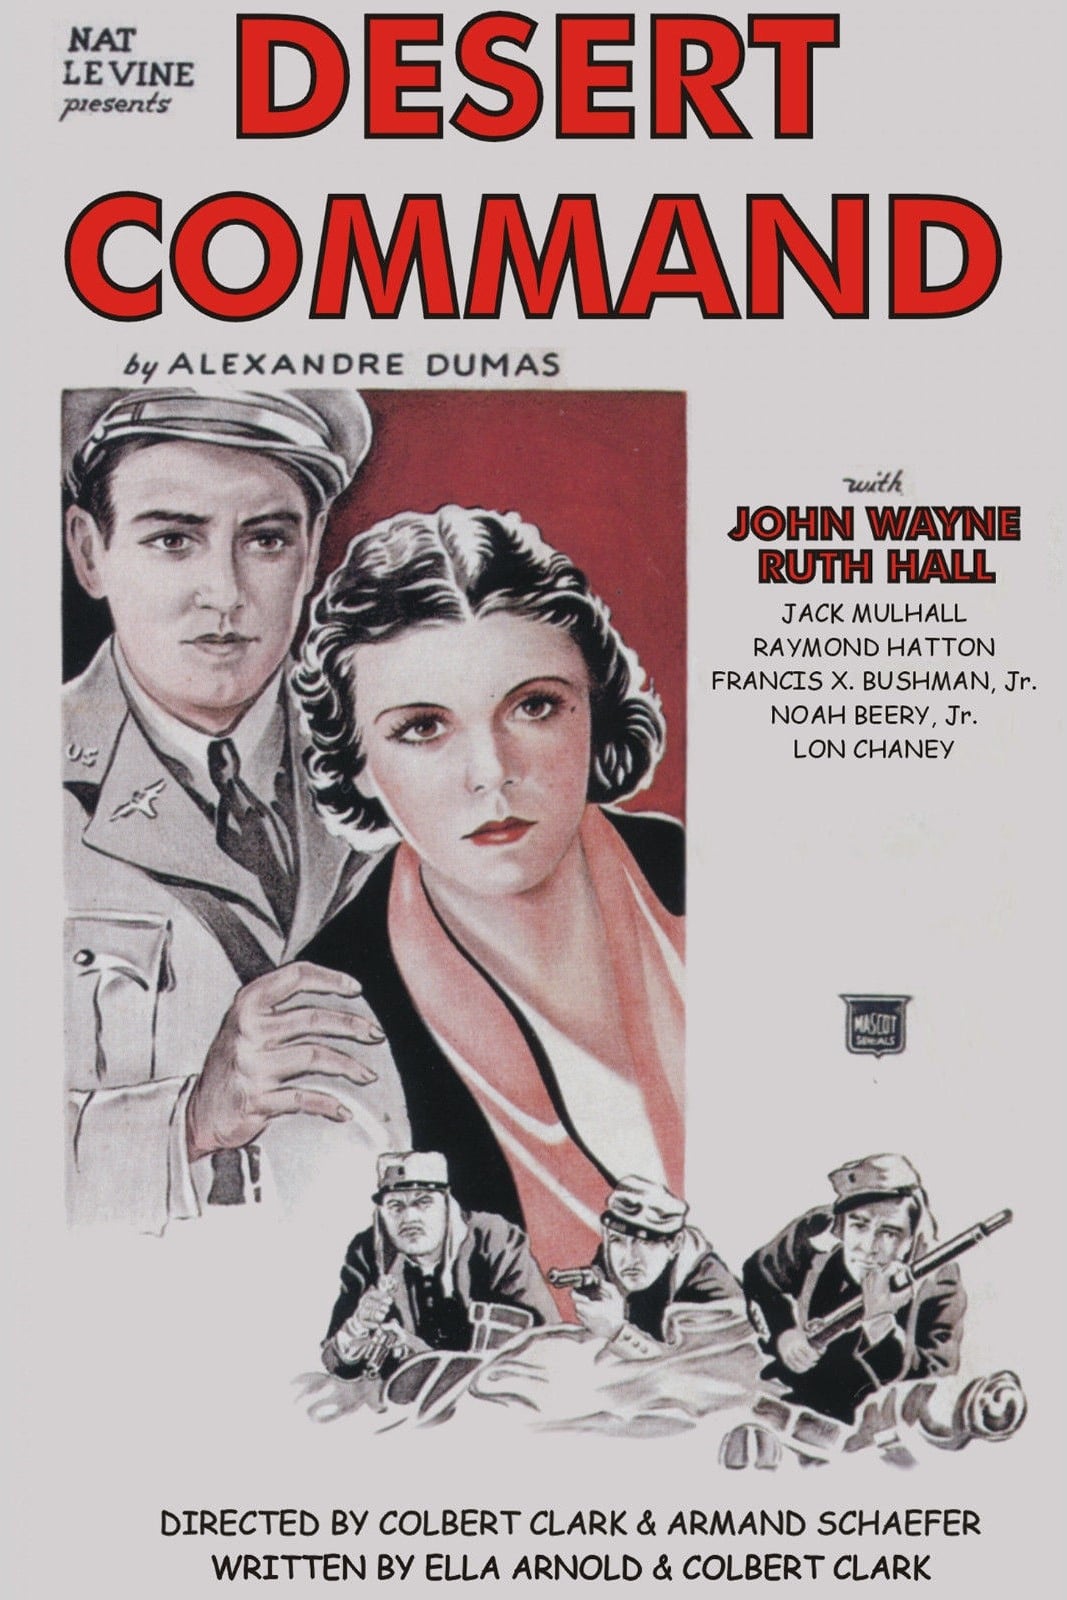 NAT
LEVINE
presents
DESERT
COMMAND
by ALEXANDRE DUMAS
with
JOHN WAYNE
RUTH HALL
JACK MULHALL
RAYMOND HATTON
FRANCIS X. BUSHMAN, Jr.
NOAH BEERY, Jr.
LON CHANEY
US
MASCOT
SERIALS
DIRECTED BY COLBERT CLARK & ARMAND SCHAEFER
WRITTEN BY ELLA ARNOLD & COLBERT CLARK